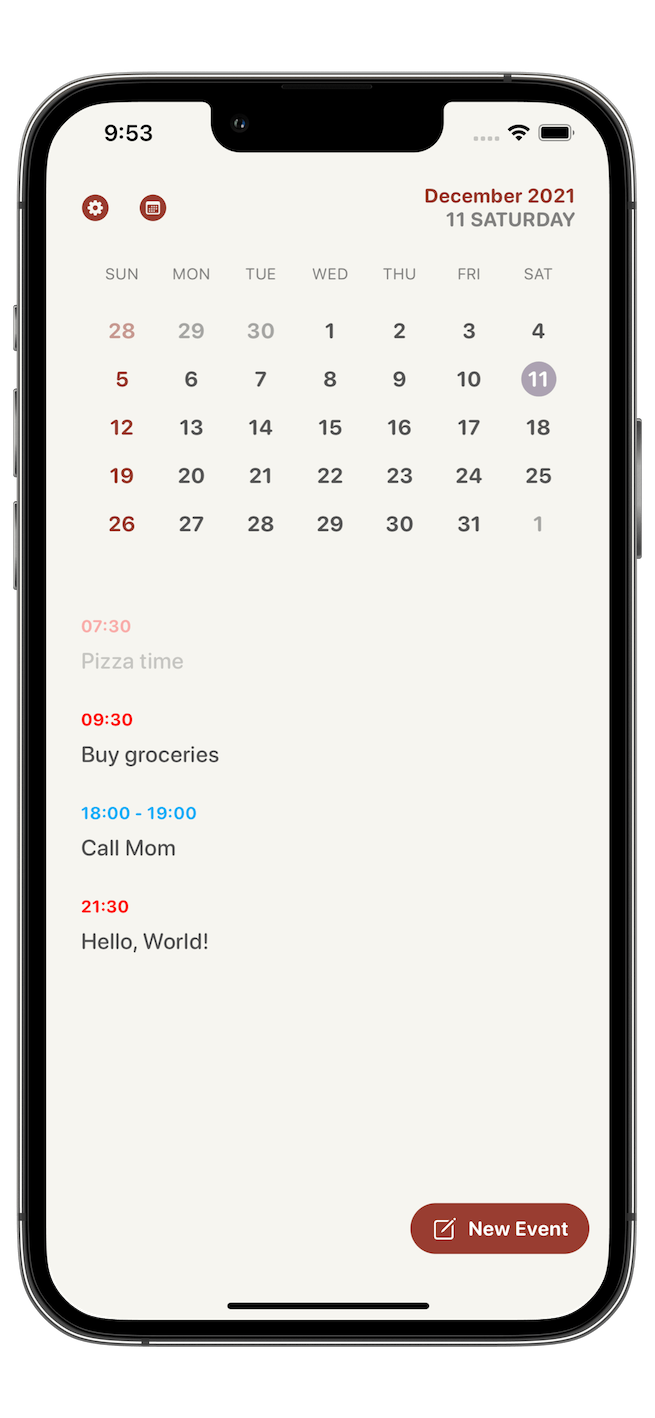 9:53
December 2021
11 SATURDAY
SUN MON TUE WED THU FRI SAT
28 29 30 1 2 3 4
5 6 7 8 9 10 11
12 13 14 15 16 17 18
19 20 21 22 23 24 25
26 27 28 29 30 31 1
07:30
Pizza time
09:30
Buy groceries
18:00 - 19:00
Call Mom
21:30
Hello, World!
New Event